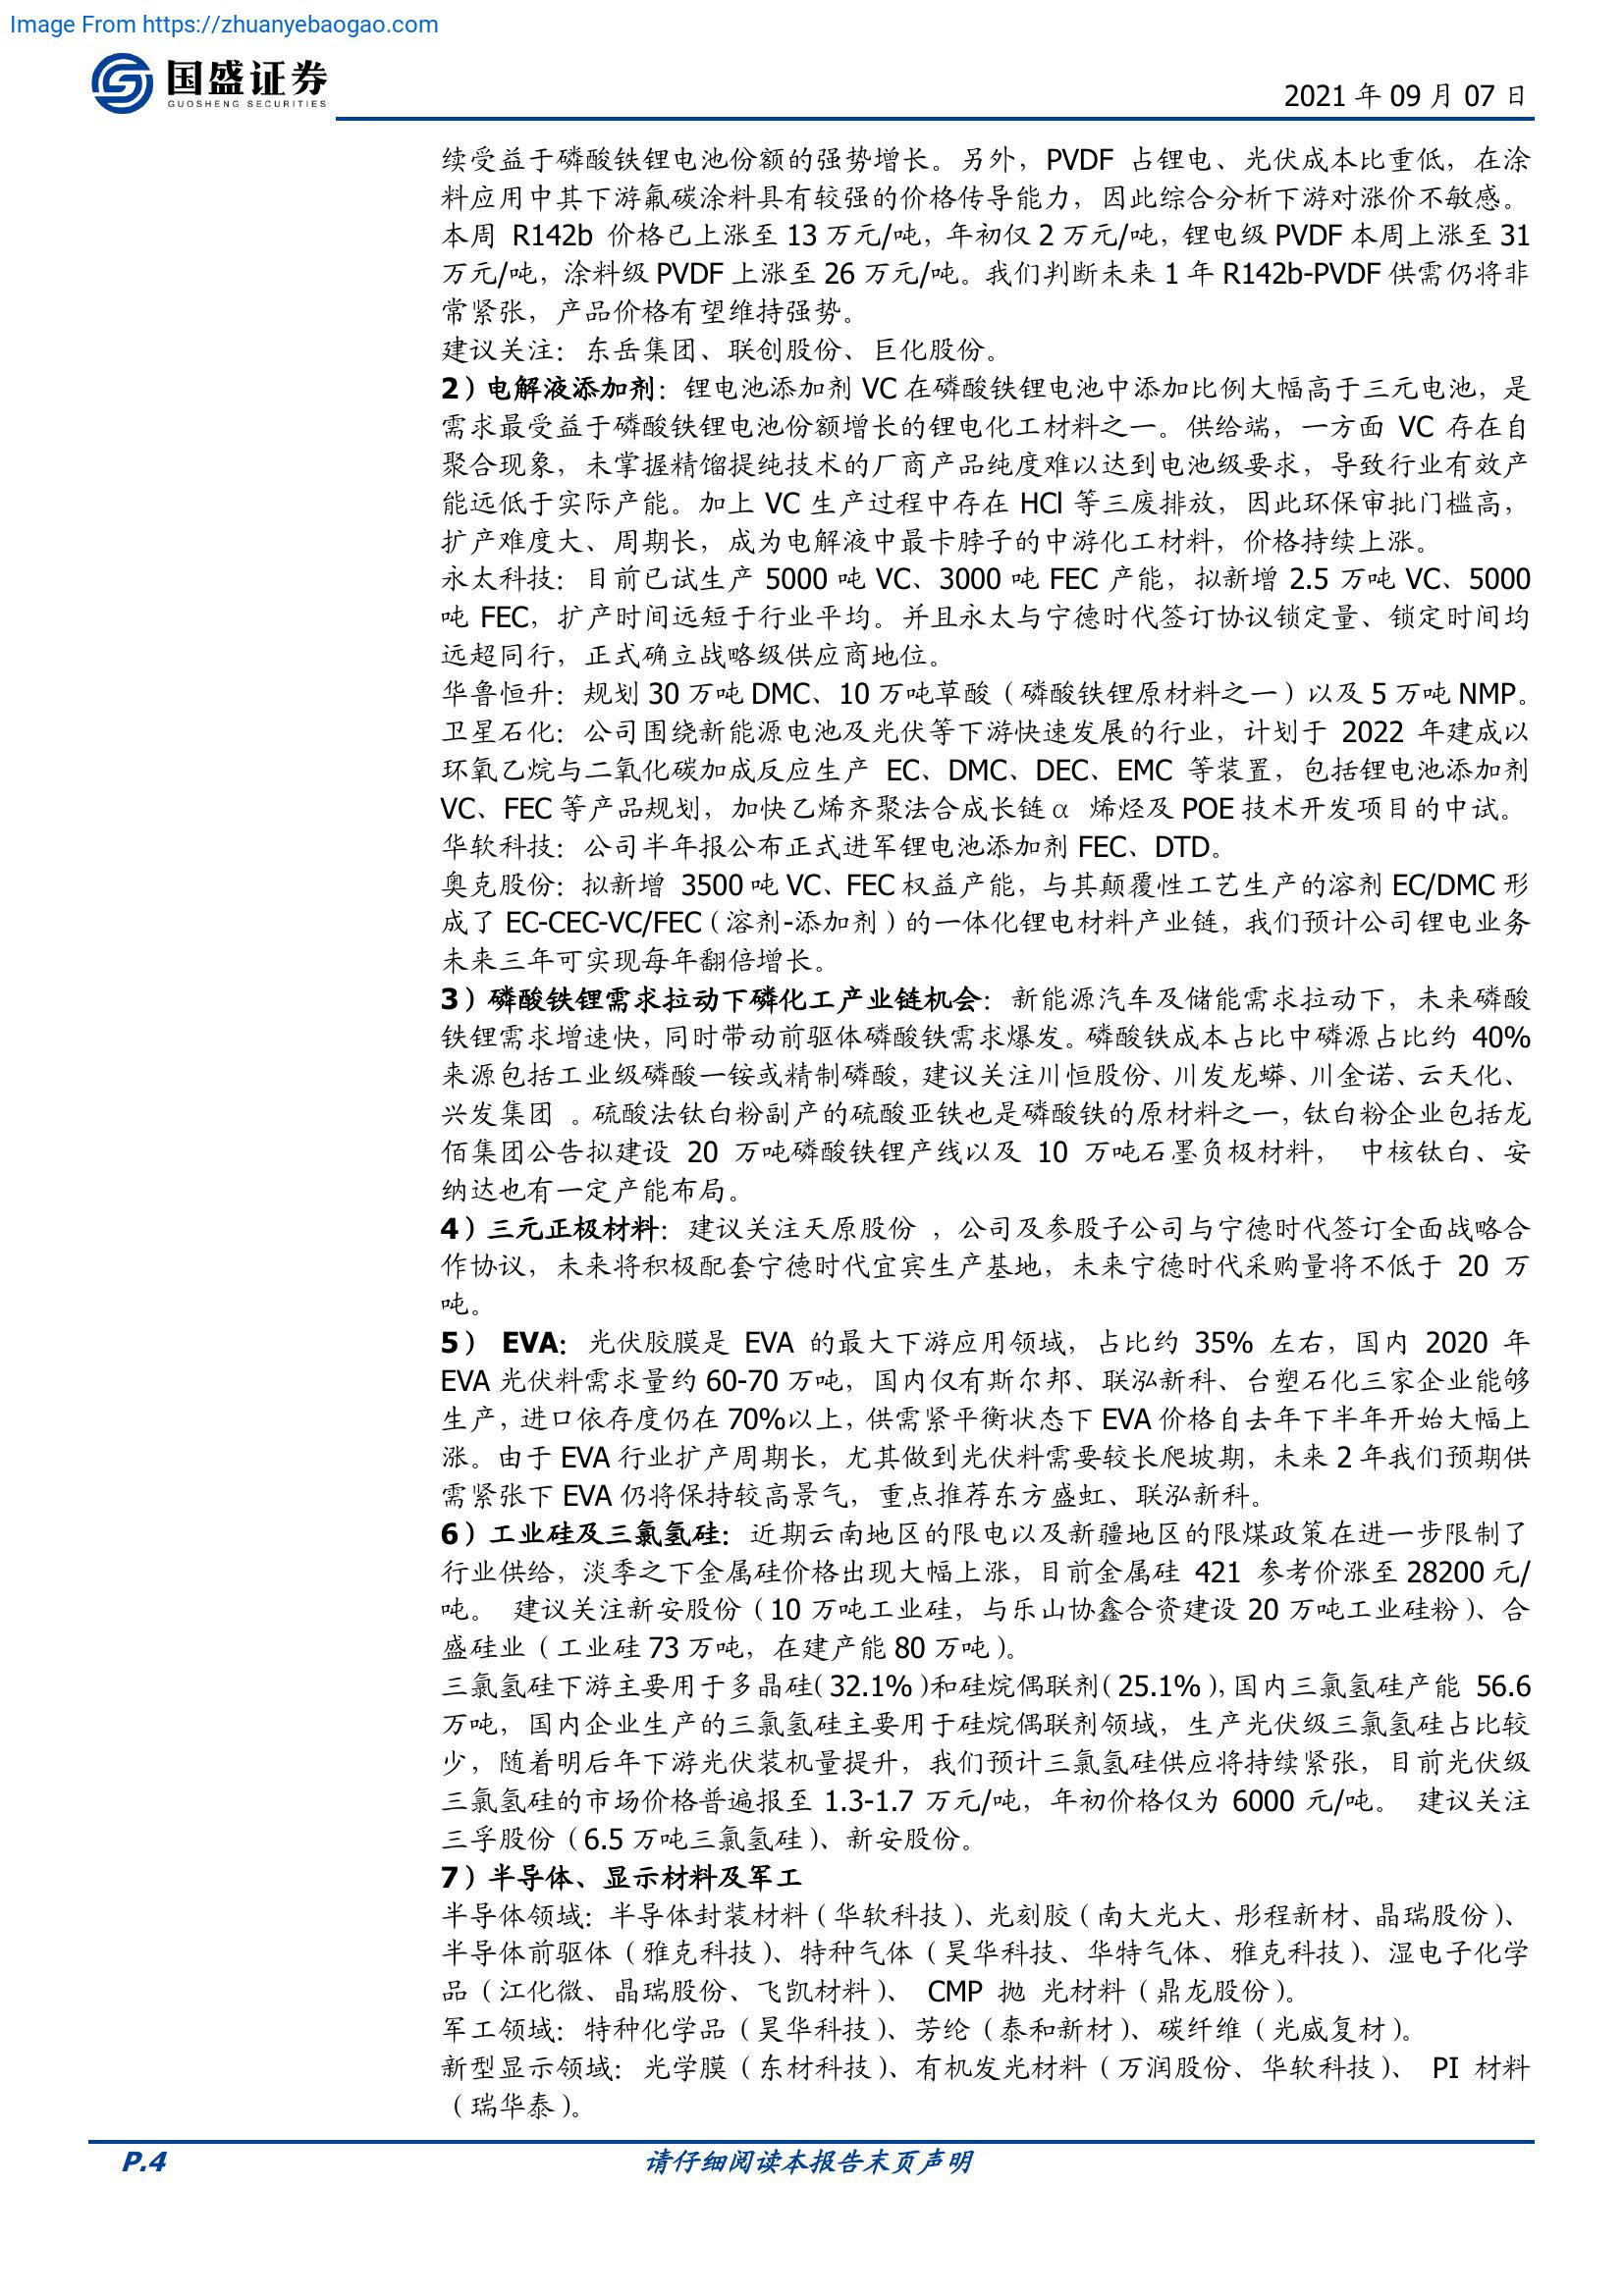 Image From https://zhuanyebaogao.com
国盛证券
GUOSHENG SECURITIES
2021 年 09 月 07 日
续受益于磷酸铁锂电池份额的强势增长。另外，PVDF 占锂电、光伏成本比重低，在涂
料应用中其下游氟碳涂料具有较强的价格传导能力，因此综合分析下游对涨价不敏感。
本周 R142b 价格已上涨至 13 万元/吨，年初仅 2 万元/吨，锂电级 PVDF 本周上涨至 31
万元/吨，涂料级 PVDF 上涨至 26 万元/吨。我们判断未来 1 年 R142b-PVDF 供需仍将非
常紧张，产品价格有望维持强势。
建议关注：东岳集团、联创股份、巨化股份。
2）电解液添加剂：锂电池添加剂 VC 在磷酸铁锂电池中添加比例大幅高于三元电池，是
需求最受益于磷酸铁锂电池份额增长的锂电化工材料之一。供给端，一方面 VC 存在自
聚合现象，未掌握精馏提纯技术的厂商产品纯度难以达到电池级要求，导致行业有效产
能远低于实际产能。加上 VC 生产过程中存在 HCl 等三废排放，因此环保审批门槛高，
扩产难度大、周期长，成为电解液中最卡脖子的中游化工材料，价格持续上涨。
永太科技：目前已试生产 5000 吨 VC、3000 吨 FEC 产能，拟新增 2.5 万吨 VC、5000
吨 FEC，扩产时间远短于行业平均。并且永太与宁德时代签订协议锁定量、锁定时间均
远超同行，正式确立战略级供应商地位。
华鲁恒升：规划 30 万吨 DMC、10 万吨草酸（磷酸铁锂原材料之一）以及 5 万吨 NMP。
卫星石化：公司围绕新能源电池及光伏等下游快速发展的行业，计划于 2022 年建成以
环氧乙烷与二氧化碳加成反应生产 EC、DMC、DEC、EMC 等装置，包括锂电池添加剂
VC、FEC 等产品规划，加快乙烯齐聚法合成长链α 烯烃及 POE 技术开发项目的中试。
华软科技：公司半年报公布正式进军锂电池添加剂 FEC、DTD。
奥克股份：拟新增 3500 吨 VC、FEC 权益产能，与其颠覆性工艺生产的溶剂 EC/DMC 形
成了 EC-CEC-VC/FEC（溶剂-添加剂）的一体化锂电材料产业链，我们预计公司锂电业务
未来三年可实现每年翻倍增长。
3）磷酸铁锂需求拉动下磷化工产业链机会：新能源汽车及储能需求拉动下，未来磷酸
铁锂需求增速快，同时带动前驱体磷酸铁需求爆发。磷酸铁成本占比中磷源占比约 40%
来源包括工业级磷酸一铵或精制磷酸，建议关注川恒股份、川发龙蟒、川金诺、云天化、
兴发集团 。硫酸法钛白粉副产的硫酸亚铁也是磷酸铁的原材料之一，钛白粉企业包括龙
佰集团公告拟建设 20 万吨磷酸铁锂产线以及 10 万吨石墨负极材料， 中核钛白、安
纳达也有一定产能布局。
4）三元正极材料：建议关注天原股份 ，公司及参股子公司与宁德时代签订全面战略合
作协议，未来将积极配套宁德时代宜宾生产基地，未来宁德时代采购量将不低于 20 万
吨。
5） EVA：光伏胶膜是 EVA 的最大下游应用领域，占比约 35% 左右，国内 2020 年
EVA 光伏料需求量约 60-70 万吨，国内仅有斯尔邦、联泓新科、台塑石化三家企业能够
生产，进口依存度仍在 70%以上，供需紧平衡状态下 EVA 价格自去年下半年开始大幅上
涨。由于 EVA 行业扩产周期长，尤其做到光伏料需要较长爬坡期，未来 2 年我们预期供
需紧张下 EVA 仍将保持较高景气，重点推荐东方盛虹、联泓新科。
6）工业硅及三氯氢硅：近期云南地区的限电以及新疆地区的限煤政策在进一步限制了
行业供给，淡季之下金属硅价格出现大幅上涨，目前金属硅 421 参考价涨至 28200 元/
吨。 建议关注新安股份（10 万吨工业硅，与乐山协鑫合资建设 20 万吨工业硅粉）、合
盛硅业（工业硅 73 万吨，在建产能 80 万吨）。
三氯氢硅下游主要用于多晶硅(32.1%)和硅烷偶联剂(25.1%)，国内三氯氢硅产能 56.6
万吨，国内企业生产的三氯氢硅主要用于硅烷偶联剂领域，生产光伏级三氯氢硅占比较
少，随着明后年下游光伏装机量提升，我们预计三氯氢硅供应将持续紧张，目前光伏级
三氯氢硅的市场价格普遍报至 1.3-1.7 万元/吨，年初价格仅为 6000 元/吨。 建议关注
三孚股份（6.5 万吨三氯氢硅）、新安股份。
7）半导体、显示材料及军工
半导体领域：半导体封装材料（华软科技）、光刻胶（南大光大、彤程新材、晶瑞股份）、
半导体前驱体（雅克科技）、特种气体（昊华科技、华特气体、雅克科技）、湿电子化学
品（江化微、晶瑞股份、飞凯材料）、 CMP 抛 光材料（鼎龙股份）。
军工领域：特种化学品（昊华科技）、芳纶（泰和新材）、碳纤维（光威复材）。
新型显示领域：光学膜（东材科技）、有机发光材料（万润股份、华软科技）、 PI 材料
（瑞华泰）。
P.4
请仔细阅读本报告末页声明